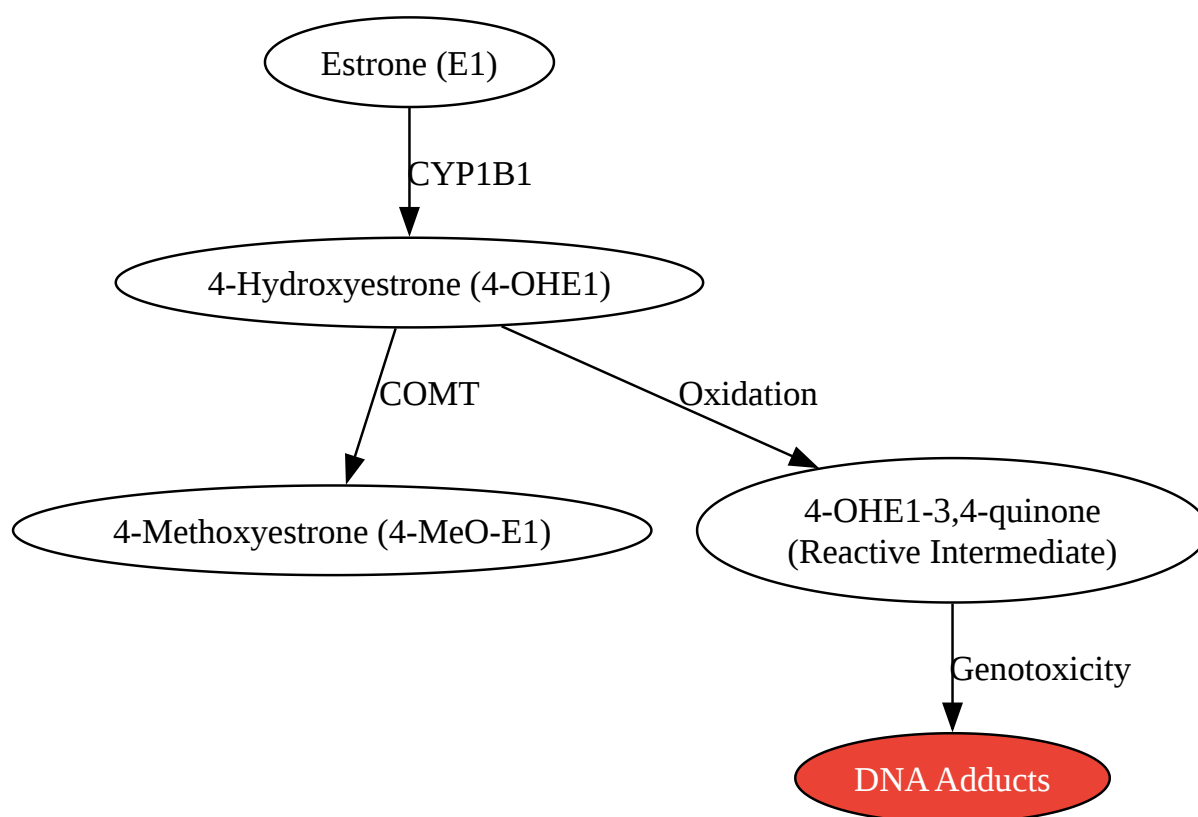 Estrone (E1)
CYP1B1
4-Hydroxyestrone (4-OHE1)
COMT
Oxidation
4-Methoxyestrone (4-MeO-E1)
4-OHE1-3,4-quinone
(Reactive Intermediate)
Genotoxicity
DNA Adducts